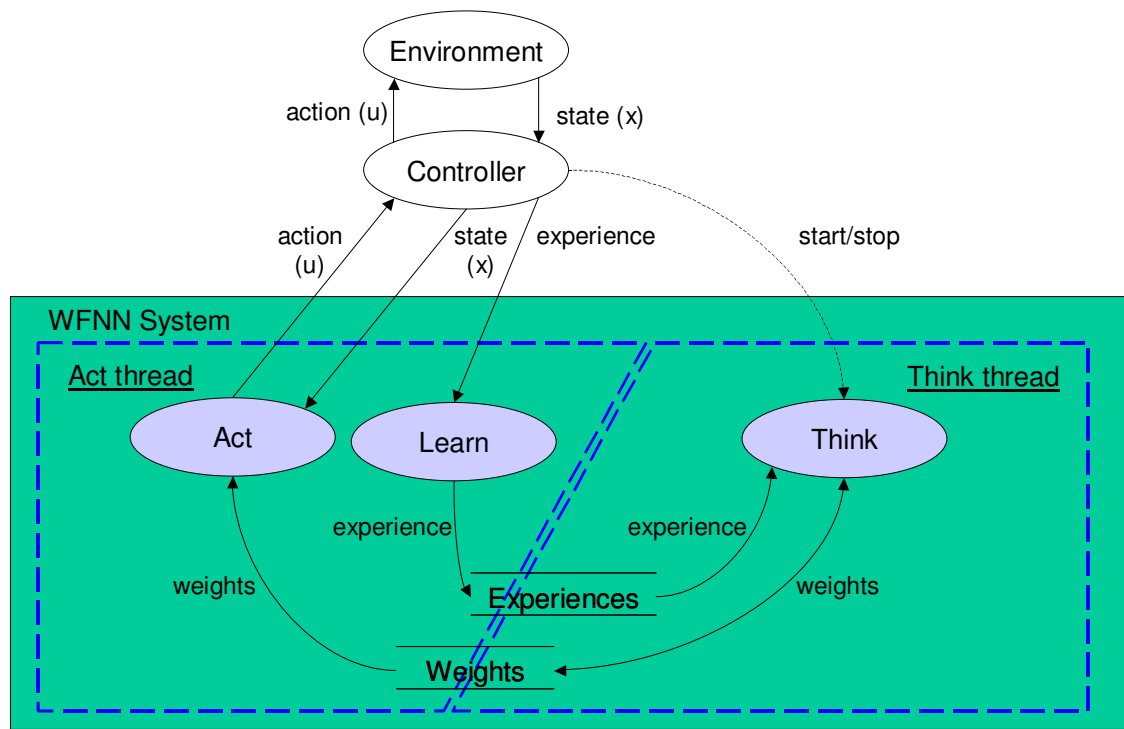 Environment
action (u)
state (x)
Controller
action
(u)
state
(x)
experience
start/stop
WFNN System
Act thread
Think thread
Act
Learn
Think
experience
experience
weights
Experiences
weights
Weights